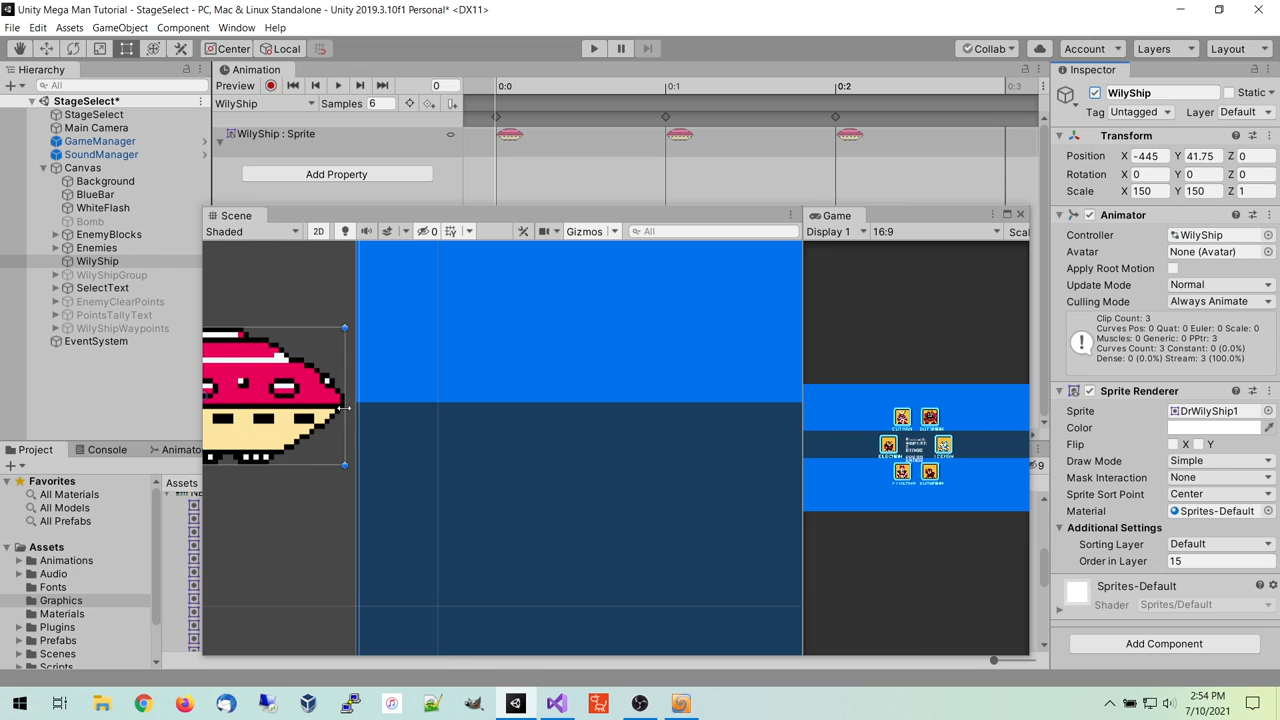 Unity Mega Man Tutorial - StageSelect - PC, Mac & Linux Standalone - Unity 2019.3.10f1 Personal* <DX11>
File Edit Assets GameObject Component Window Help
Center Local Collab Account Layers Layout
Hierarchy
All
StageSelect*
StageSelect
Main Camera
GameManager
SoundManager
Canvas
Background
BlueBar
WhiteFlash
Bomb
EnemyBlocks
Enemies
WilyShip
WilyShipGroup
SelectText
EnemyClearPoints
PointsTallyText
WilyShipWaypoints
EventSystem
Animation
Preview 0 0:0 0:1 0:2 0:3
WilyShip Samples 6
WilyShip : Sprite
Add Property
Scene
Shaded 2D 0 Gizmos All
Game
Display 1 16:9 Scal
Inspector
WilyShip Static
Tag Untagged Layer Default
Transform
Position X -445 Y 41.75 Z 0
Rotation X 0 Y 0 Z 0
Scale X 150 Y 150 Z 1
Animator
Controller WilyShip
Avatar None (Avatar)
Apply Root Motion
Update Mode Normal
Culling Mode Always Animate
Clip Count: 3
Curves Pos: 0 Quat: 0 Euler: 0 Scale: 0
Muscles: 0 Generic: 0 PPtr: 3
Curves Count: 3 Constant: 0 (0.0%)
Dense: 0 (0.0%) Stream: 3 (100.0%)
Sprite Renderer
Sprite DrWilyShip1
Color
Flip X Y
Draw Mode Simple
Mask Interaction None
Sprite Sort Point Center
Material Sprites-Default
Additional Settings
Sorting Layer Default
Order in Layer 15
Sprites-Default
Shader Sprites/Default
Add Component
Project Console Animato
Favorites
All Materials
All Models
All Prefabs
Assets
Animations
Audio
Fonts
Graphics
Materials
Plugins
Prefabs
Scenes
Scripts
Assets
9
2:54 PM
7/10/2021